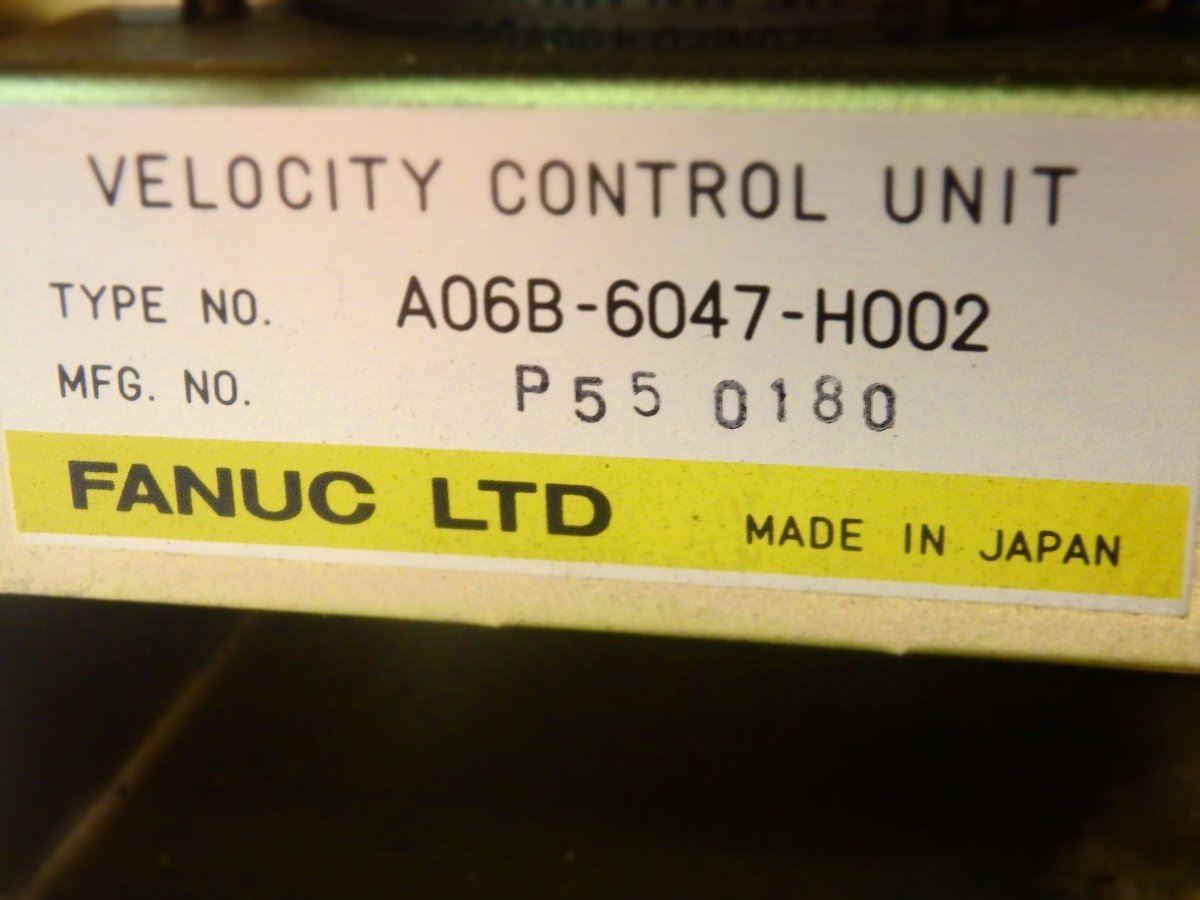 VELOCITY CONTROL UNIT
TYPE NO. A06B-6047-H002
MFG. NO. P55 0180
FANUC LTD MADE IN JAPAN